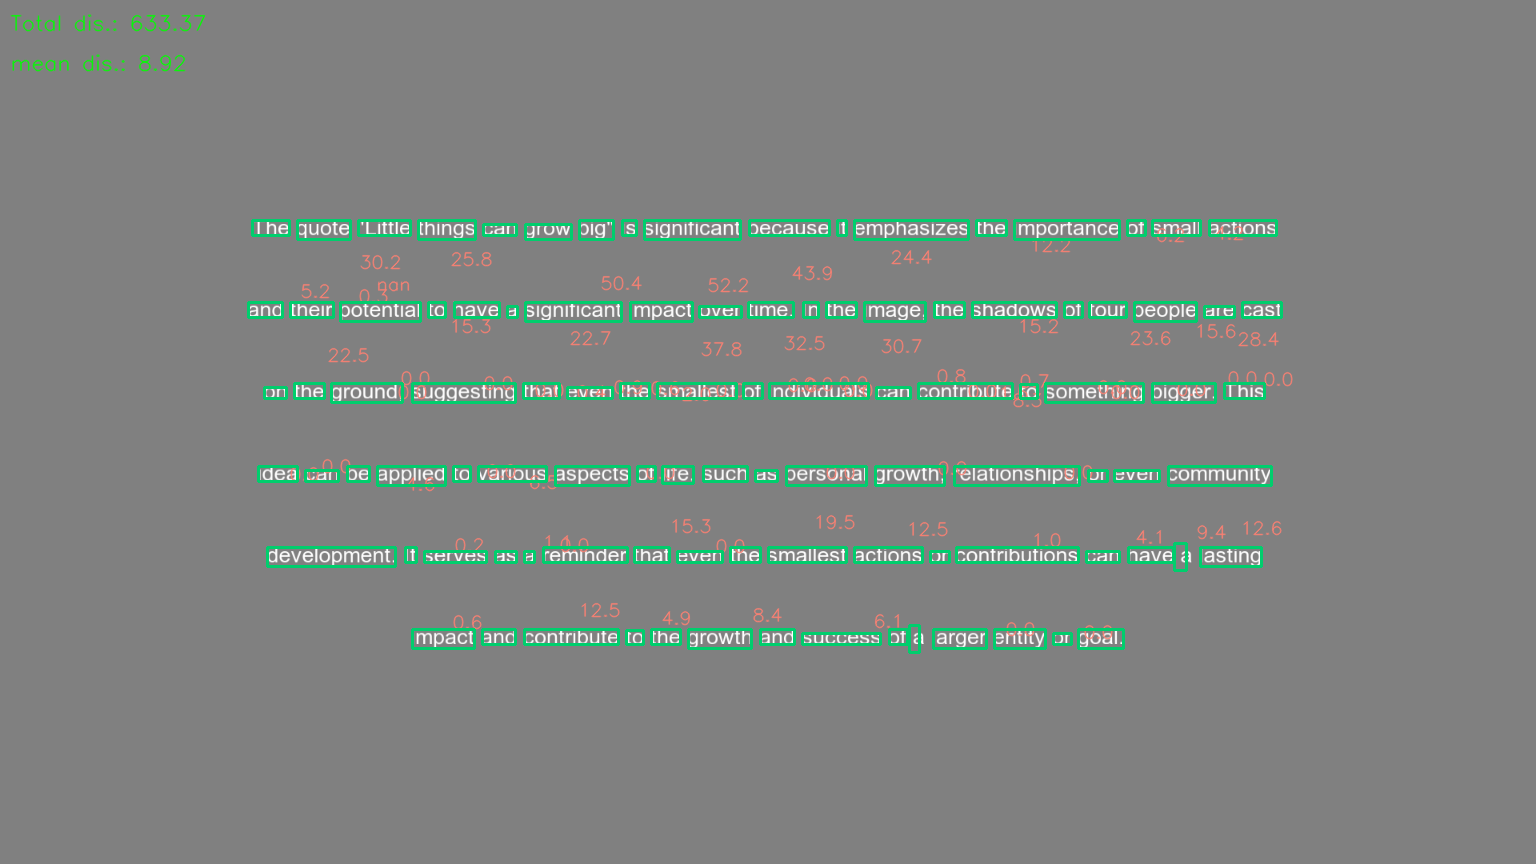 Total dis.: 633.37
mean dis.: 8.92
The quote "Little things can grow big" is significant because it emphasizes the importance of small actions
12.2
30.2 25.8 50.4 52.2 43.9 24.4
5.2 0.3 nan
and their potential to have a significant impact over time. In the image, the shadows of four people are cast
15.3 22.7 15.2 23.6 15.6 28.4
22.5 37.8 32.5 30.7
0.0 0.8 0.7 0.0 0.0
on the ground, suggesting that even the smallest of individuals can contribute to something bigger. This
idea can be applied to various aspects of life, such as personal growth, relationships, or even community
0.0
15.3 19.5 12.5 1.0 4.1 9.4 12.6
0.2 0.0
development. It serves as a reminder that even the smallest actions or contributions can have a lasting
0.6 12.5 4.9 8.4 6.1
impact and contribute to the growth and success of a larger entity or goal.